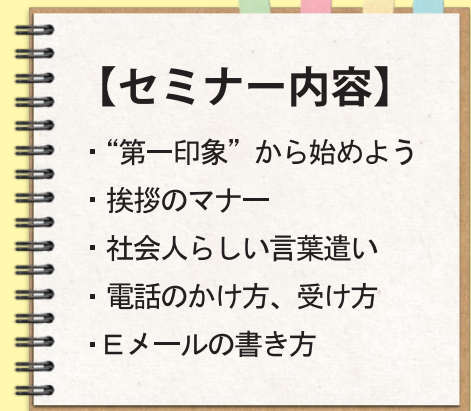 【セミナー内容】
・“第一印象”から始めよう
・挨拶のマナー
・社会人らしい言葉遣い
・電話のかけ方、受け方
・Eメールの書き方